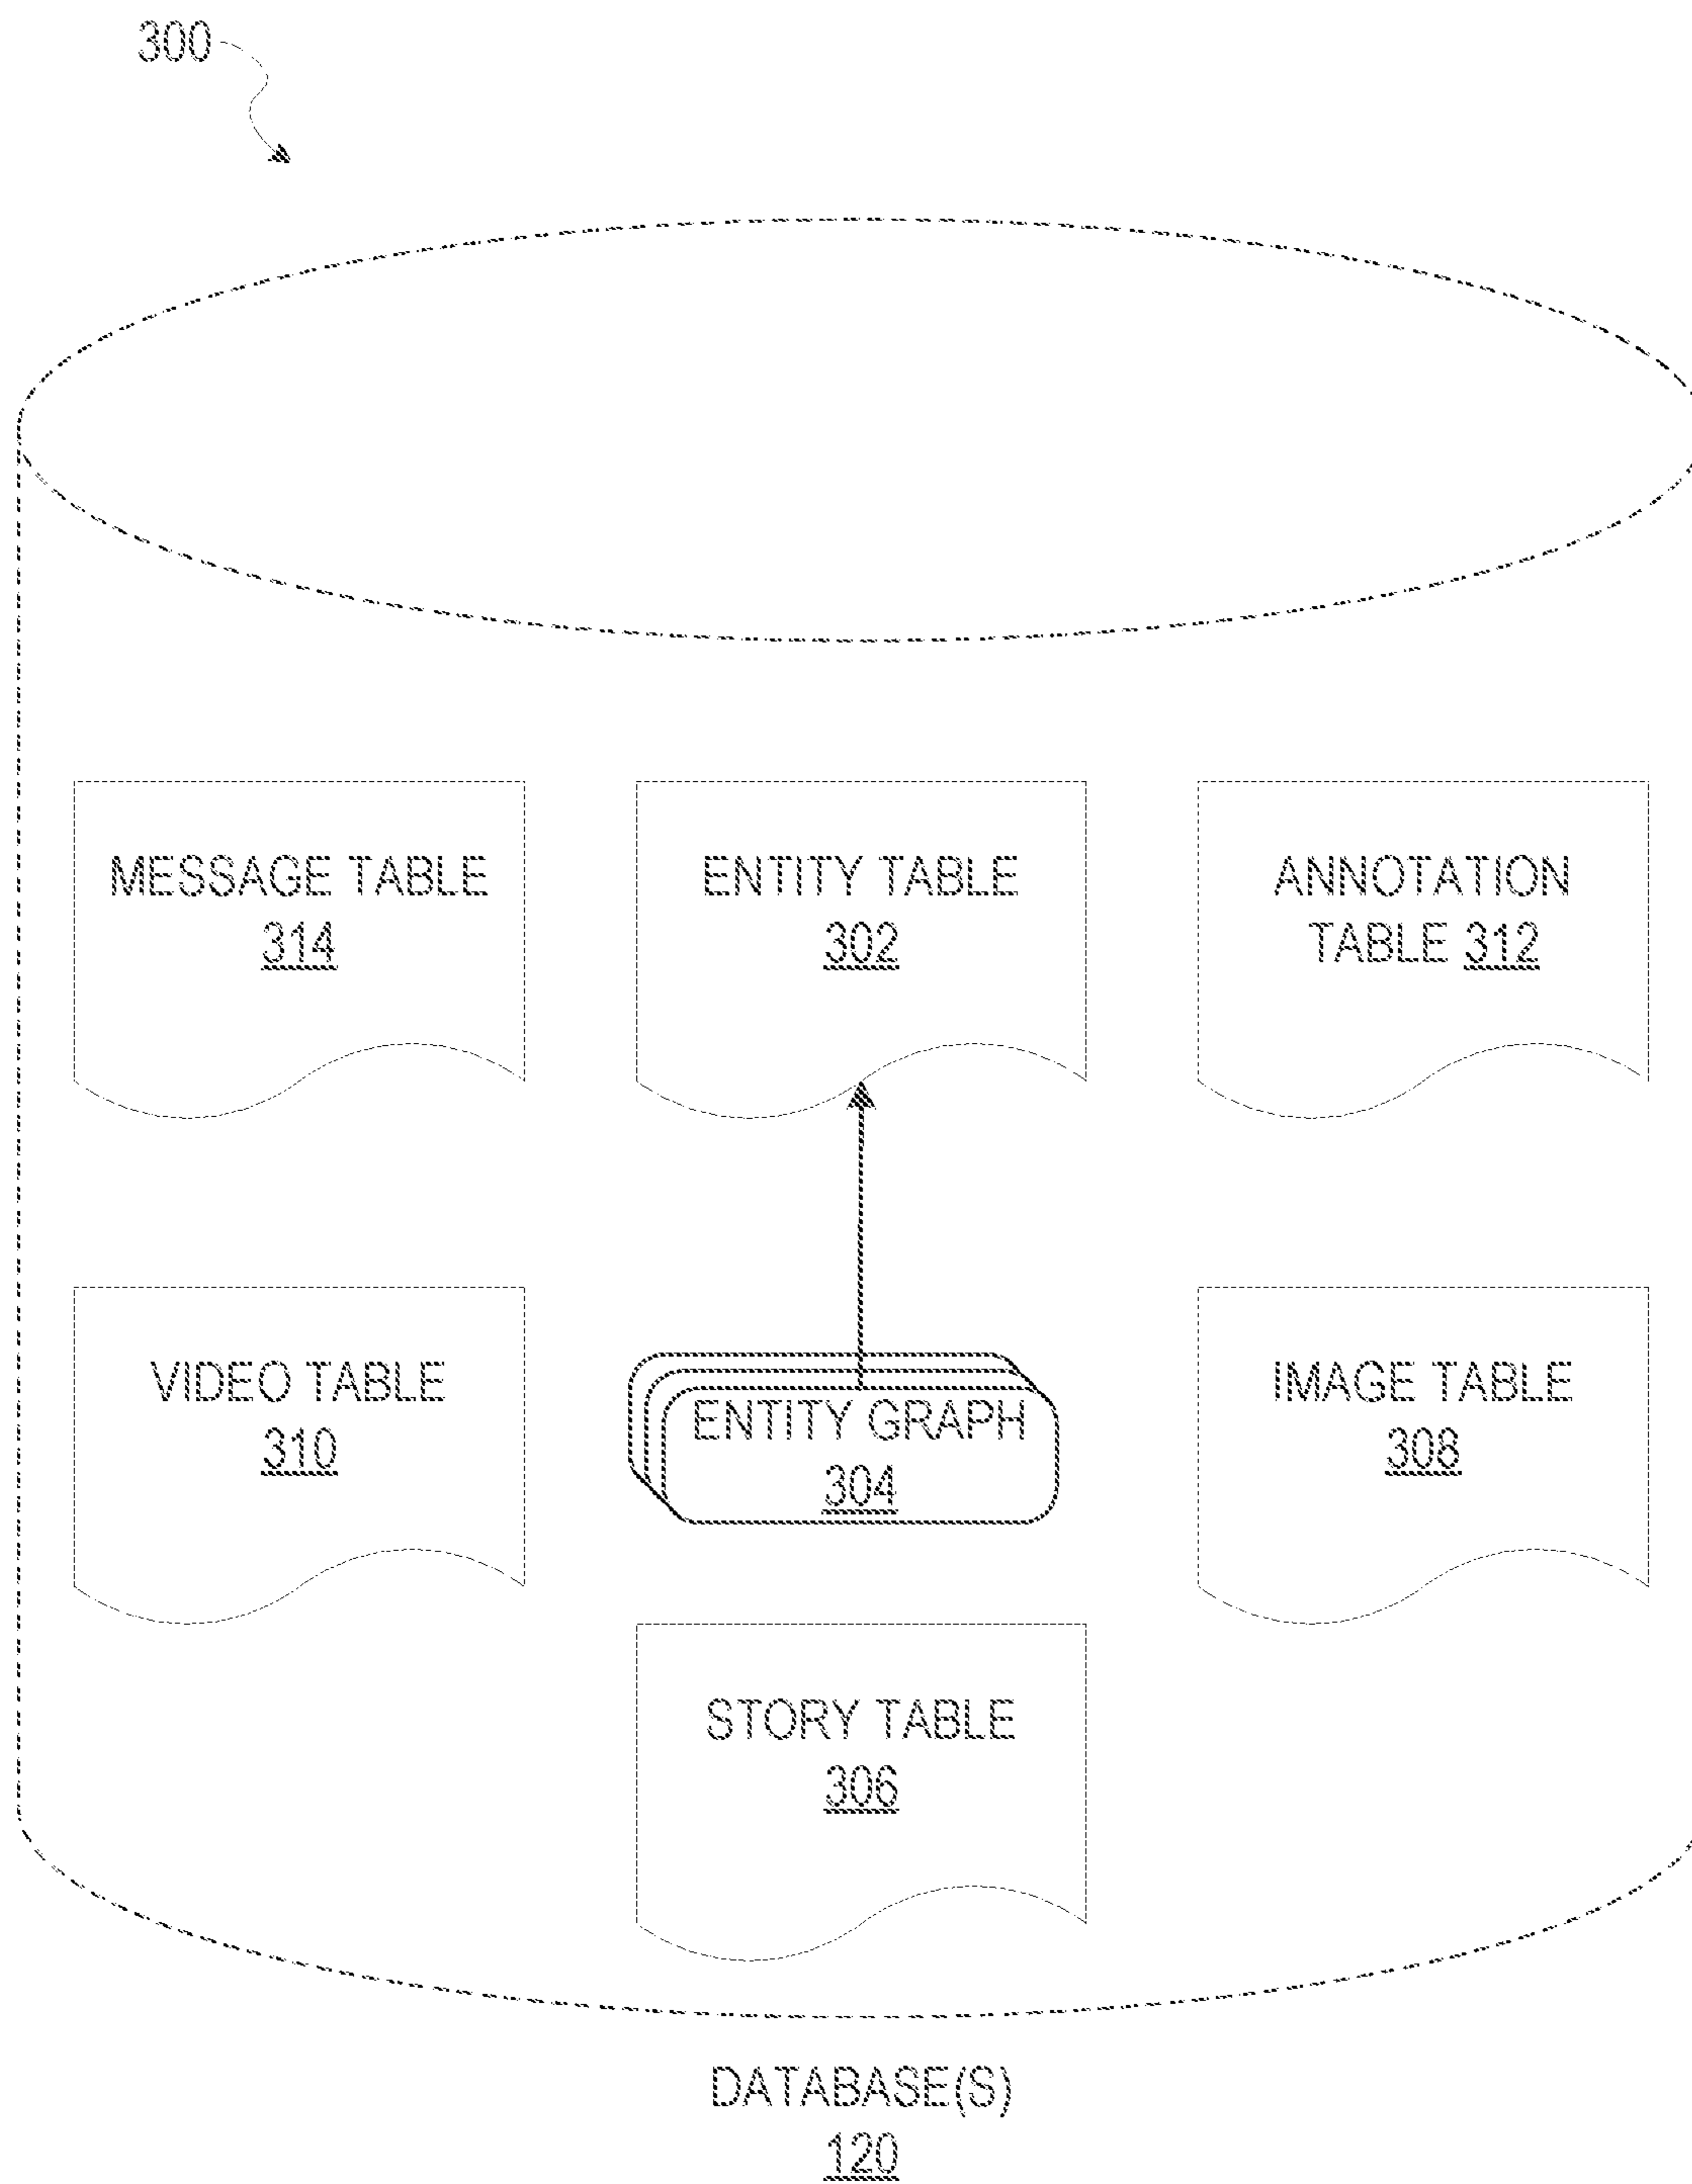 300
MESSAGE TABLE
314
ENTITY TABLE
302
ANNOTATION
TABLE 312
VIDEO TABLE
310
ENTITY GRAPH
304
IMAGE TABLE
308
STORY TABLE
306
DATABASE(S)
120